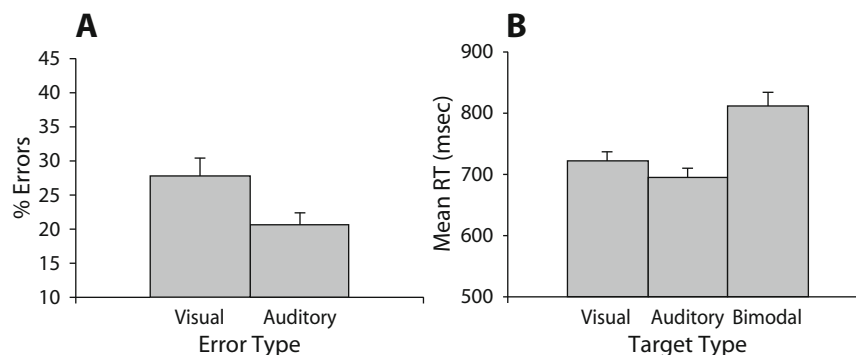 A
% Errors
45
40
35
30
25
20
15
10
Visual Auditory
Error Type
B
Mean RT (msec)
900
800
700
600
500
Visual Auditory Bimodal
Target Type